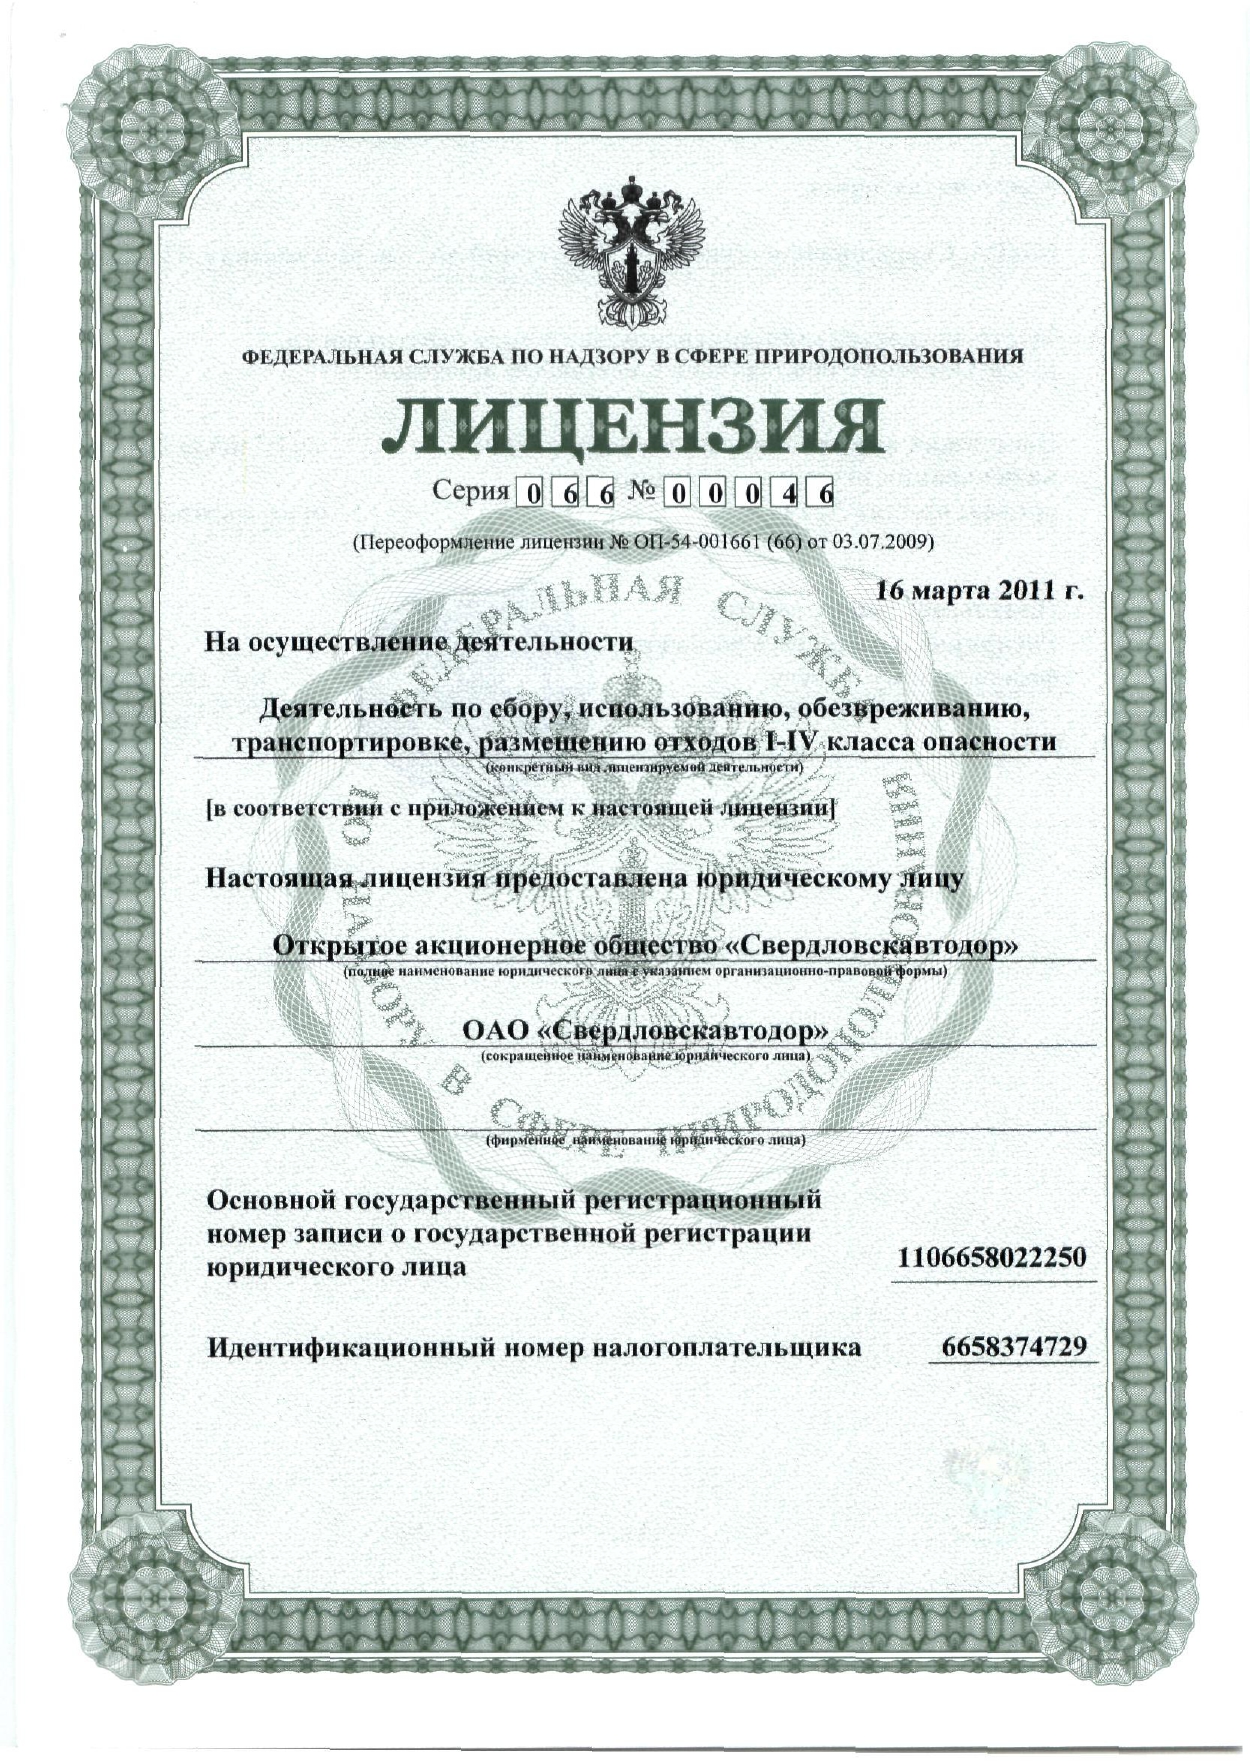 ФЕДЕРАЛЬНАЯ СЛУЖБА ПО НАДЗОРУ В СФЕРЕ ПРИРОДОПОЛЬЗОВАНИЯ
ЛИЦЕНЗИЯ
Серия 0 6 6 № 0 0 0 4 6
(Переоформление лицензии № ОП-54-001661 (66) от 03.07.2009)
16 марта 2011 г.
На осуществление деятельности
Деятельность по сбору, использованию, обезвреживанию,
транспортировке, размещению отходов I-IV класса опасности
(конкретный вид лицензируемой деятельности)
[в соответствии с приложением к настоящей лицензии]
Настоящая лицензия предоставлена юридическому лицу
Открытое акционерное общество «Свердловскавтодор»
(полное наименование юридического лица с указанием организационно-правовой формы)
ОАО «Свердловскавтодор»
(сокращенное наименование юридического лица)
(фирменное наименование юридического лица)
Основной государственный регистрационный
номер записи о государственной регистрации
юридического лица
1106658022250
Идентификационный номер налогоплательщика 6658374729
ФЕДЕРАЛЬНАЯ СЛУЖБА ПО НАДЗОРУ В СФЕРЕ ПРИРОДОПОЛЬЗОВАНИЯ